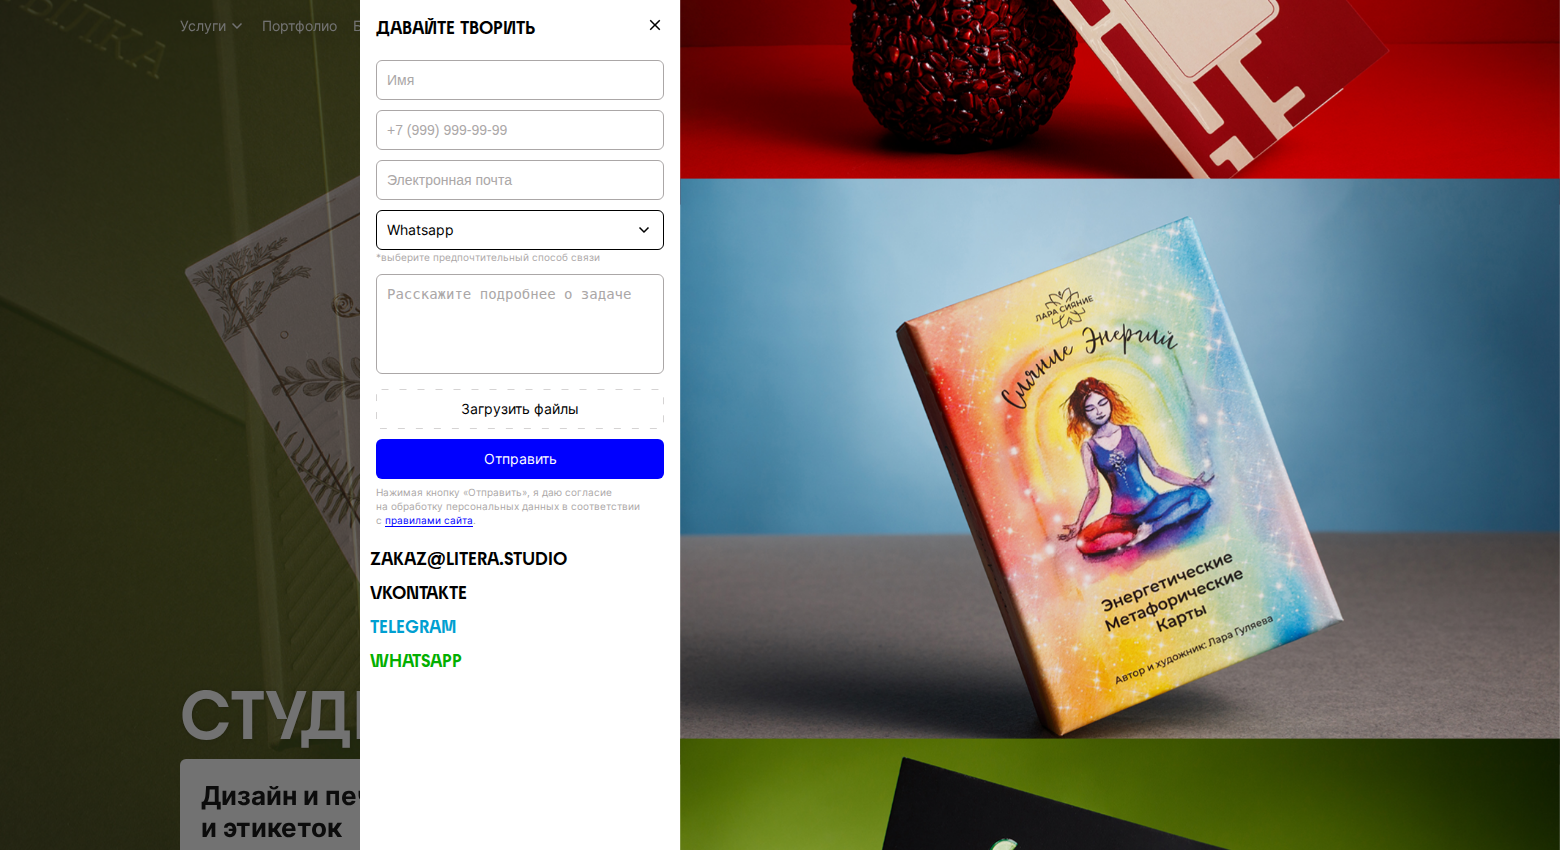 Услуги
Портфолио
ДАВАЙТЕ ТВОРИТЬ
Имя
+7 (999) 999-99-99
Электронная почта
Whatsapp
*выберите предпочтительный способ связи
Расскажите подробнее о задаче
Загрузить файлы
Отправить
Нажимая кнопку «Отправить», я даю согласие
на обработку персональных данных в соответствии
с правилами сайта.
ZAKAZ@LITERA.STUDIO
VKONTAKTE
TELEGRAM
WHATSAPP
Дизайн и
и этикеток
ЛАРА СИЯНИЕ
Сияние Энергий
Энергетические
Метафорические
Карты
Автор и художник: Лара Гуляева